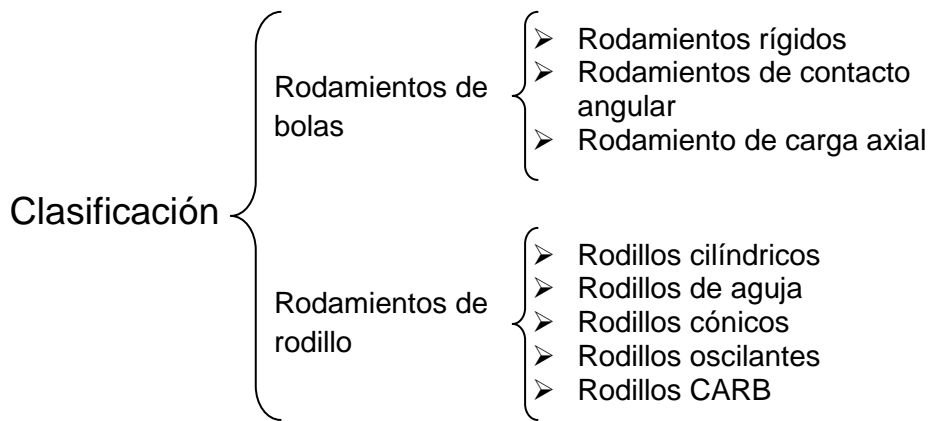 Clasificación
Rodamientos de
bolas
➢ Rodamientos rígidos
➢ Rodamientos de contacto
angular
➢ Rodamiento de carga axial
Rodamientos de
rodillo
➢ Rodillos cilíndricos
➢ Rodillos de aguja
➢ Rodillos cónicos
➢ Rodillos oscilantes
➢ Rodillos CARB